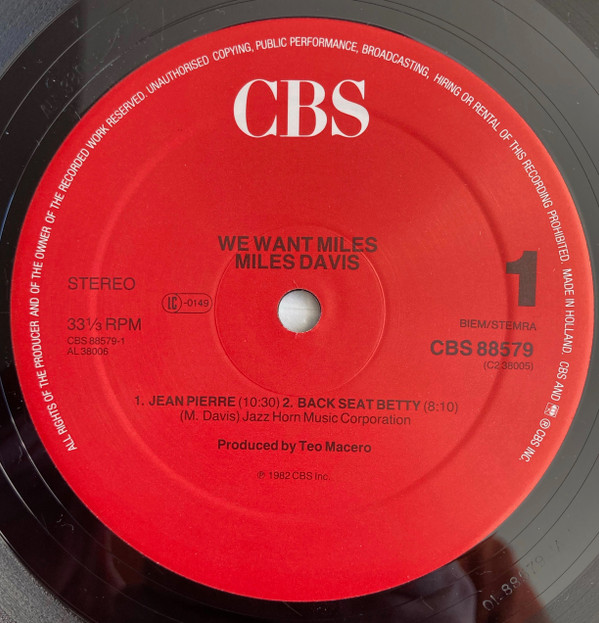 ALL RIGHTS OF THE PRODUCER AND OF THE OWNER OF THE RECORDED WORK RESERVED. UNAUTHORISED COPYING, PUBLIC PERFORMANCE, BROADCASTING, HIRING OR RENTAL OF THIS RECORDING PROHIBITED. MADE IN HOLLAND. CBS AND ℗ CBS INC.
CBS
WE WANT MILES
MILES DAVIS
STEREO
LC -0149
1
33⅓ RPM
BIEM/STEMRA
CBS 88579-1
CBS 88579
AL 38006
(C2 38005)
1. JEAN PIERRE (10:30) 2. BACK SEAT BETTY (8:10)
(M. Davis) Jazz Horn Music Corporation
Produced by Teo Macero
℗ 1982 CBS Inc.